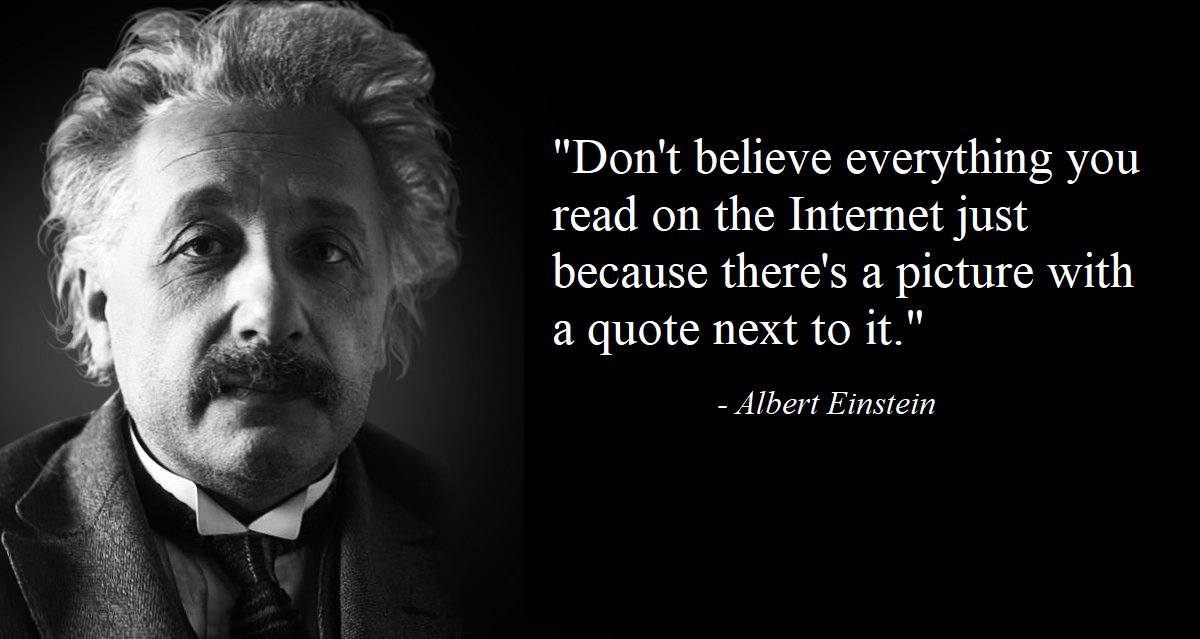 "Don't believe everything you
read on the Internet just
because there's a picture with
a quote next to it."
- Albert Einstein